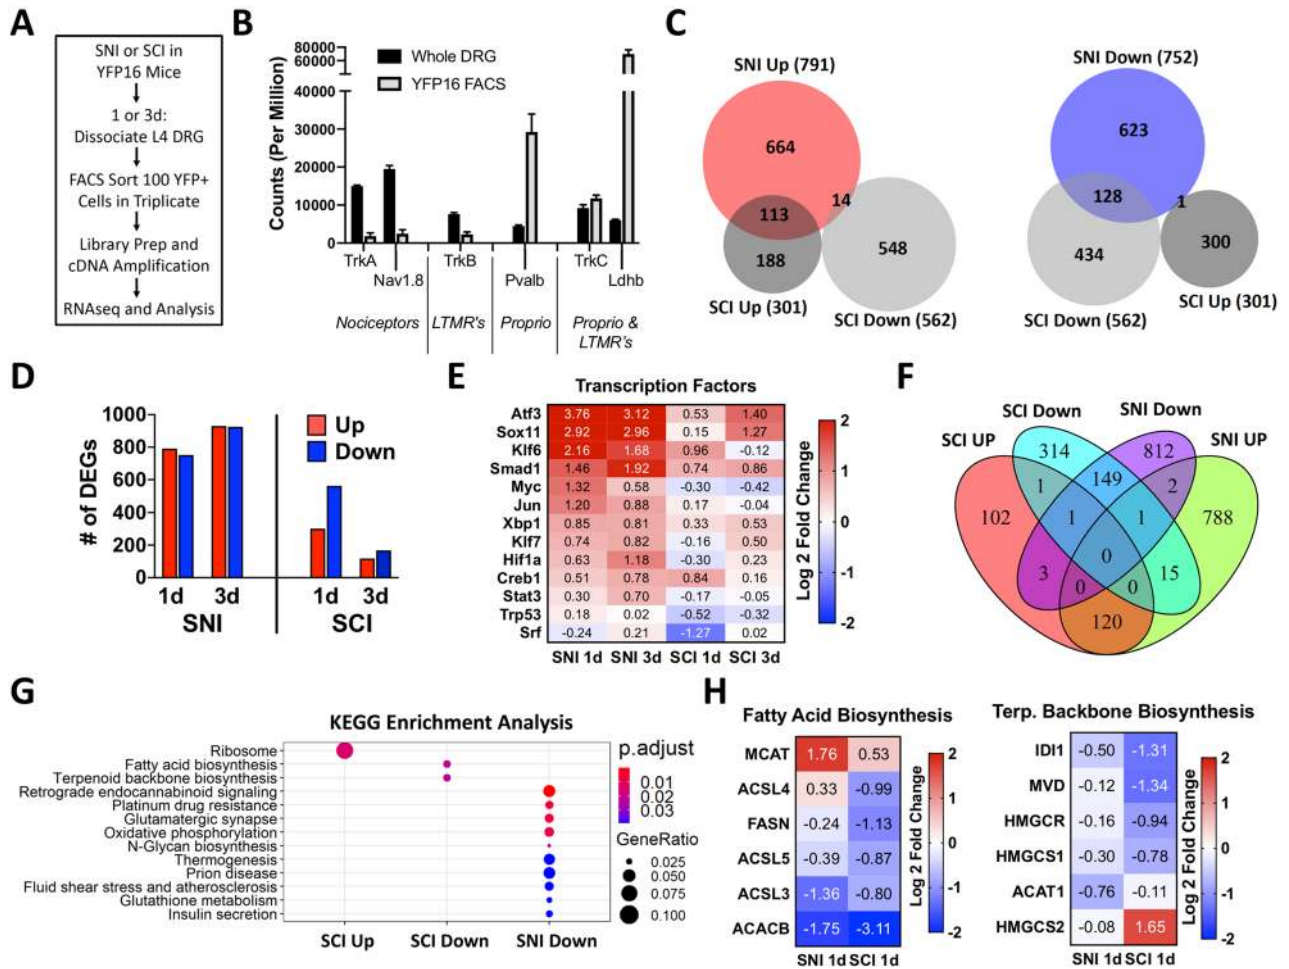 A
SNI or SCI in
YFP16 Mice
1 or 3d:
Dissociate L4 DRG
FACS Sort 100 YFP+
Cells in Triplicate
Library Prep and
cDNA Amplification
RNAseq and Analysis
B
Counts (Per Million)
80000
60000
40000
30000
20000
10000
0
Whole DRG
YFP16 FACS
TrkA
Nav1.8
TrkB
Pvalb
TrkC
Ldhb
Nociceptors
LTMR's
Proprio
Proprio &
LTMR's
C
SNI Up (791)
664
113
14
188
548
SCI Up (301)
SCI Down (562)
SNI Down (752)
623
128
1
434
300
SCI Up (301)
SCI Down (562)
D
# of DEGs
1000
800
600
400
200
0
Up
Down
1d 3d 1d 3d
SNI SCI
E
Transcription Factors
Atf3 3.76 3.12 0.53 1.40
Sox11 2.92 2.96 0.15 1.27
Klf6 2.16 1.68 0.96 -0.12
Smad1 1.46 1.92 0.74 0.86
Myc 1.32 0.58 -0.30 -0.42
Jun 1.20 0.88 0.17 -0.04
Xbp1 0.85 0.81 0.33 0.53
Klf7 0.74 0.82 -0.16 0.50
Hif1a 0.63 1.18 -0.30 0.23
Creb1 0.51 0.78 0.84 0.16
Stat3 0.30 0.70 -0.17 -0.05
Trp53 0.18 0.02 -0.52 -0.32
Srf -0.24 0.21 -1.27 0.02
SNI 1d SNI 3d SCI 1d SCI 3d
Log 2 Fold Change
2
1
0
-1
-2
F
SCI Down SNI Down
SCI UP SNI UP
314 812
1 149 2
102 1 1 788
0
3 0 0 15
120
G
KEGG Enrichment Analysis
Ribosome
Fatty acid biosynthesis
Terpenoid backbone biosynthesis
Retrograde endocannabinoid signaling
Platinum drug resistance
Glutamatergic synapse
Oxidative phosphorylation
N-Glycan biosynthesis
Thermogenesis
Prion disease
Fluid shear stress and atherosclerosis
Glutathione metabolism
Insulin secretion
SCI Up SCI Down SNI Down
p.adjust
0.01
0.02
0.03
GeneRatio
0.025
0.050
0.075
0.100
H
Fatty Acid Biosynthesis
MCAT 1.76 0.53
ACSL4 0.33 -0.99
FASN -0.24 -1.13
ACSL5 -0.39 -0.87
ACSL3 -1.36 -0.80
ACACB -1.75 -3.11
SNI 1d SCI 1d
Log 2 Fold Change
2
1
0
-1
-2
Terp. Backbone Biosynthesis
IDI1 -0.50 -1.31
MVD -0.12 -1.34
HMGCR -0.16 -0.94
HMGCS1 -0.30 -0.78
ACAT1 -0.76 -0.11
HMGCS2 -0.08 1.65
SNI 1d SCI 1d
Log 2 Fold Change
2
1
0
-1
-2